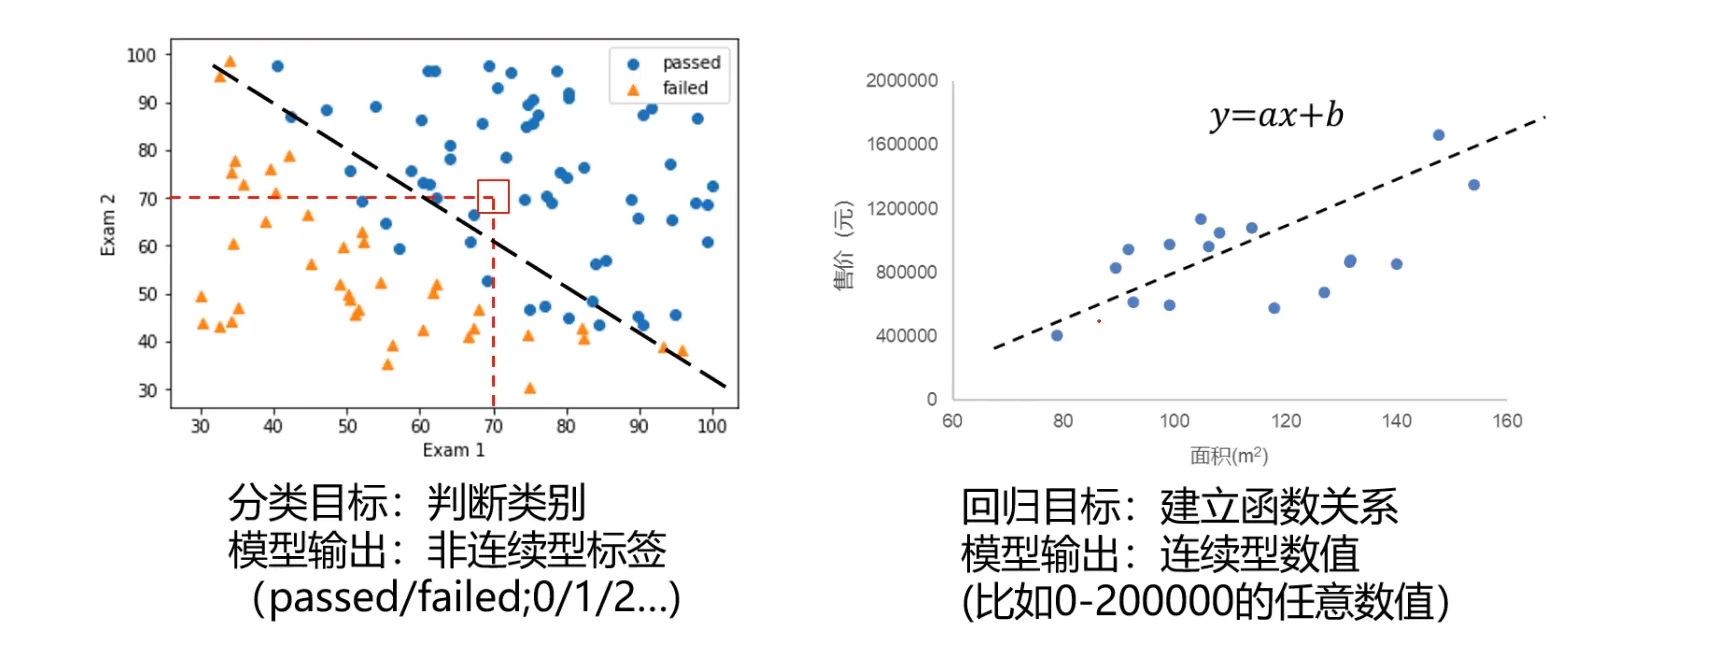 100
90
80
70
60
50
40
30
Exam 2
passed
failed
30 40 50 60 70 80 90 100
Exam 1
分类目标：判断类别
模型输出：非连续型标签
（passed/failed;0/1/2…)
2000000
1600000
1200000
800000
400000
0
售价（元）
y=ax+b
60 80 100 120 140 160
面积(m²)
回归目标：建立函数关系
模型输出：连续型数值
(比如0-200000的任意数值）